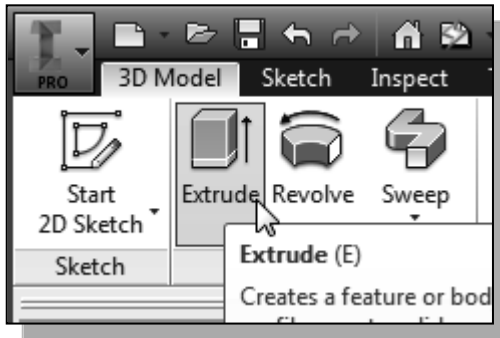 PRO 3D Model Sketch Inspect
Start
2D Sketch
Extrude Revolve Sweep
Sketch
Extrude (E)
Creates a feature or bod